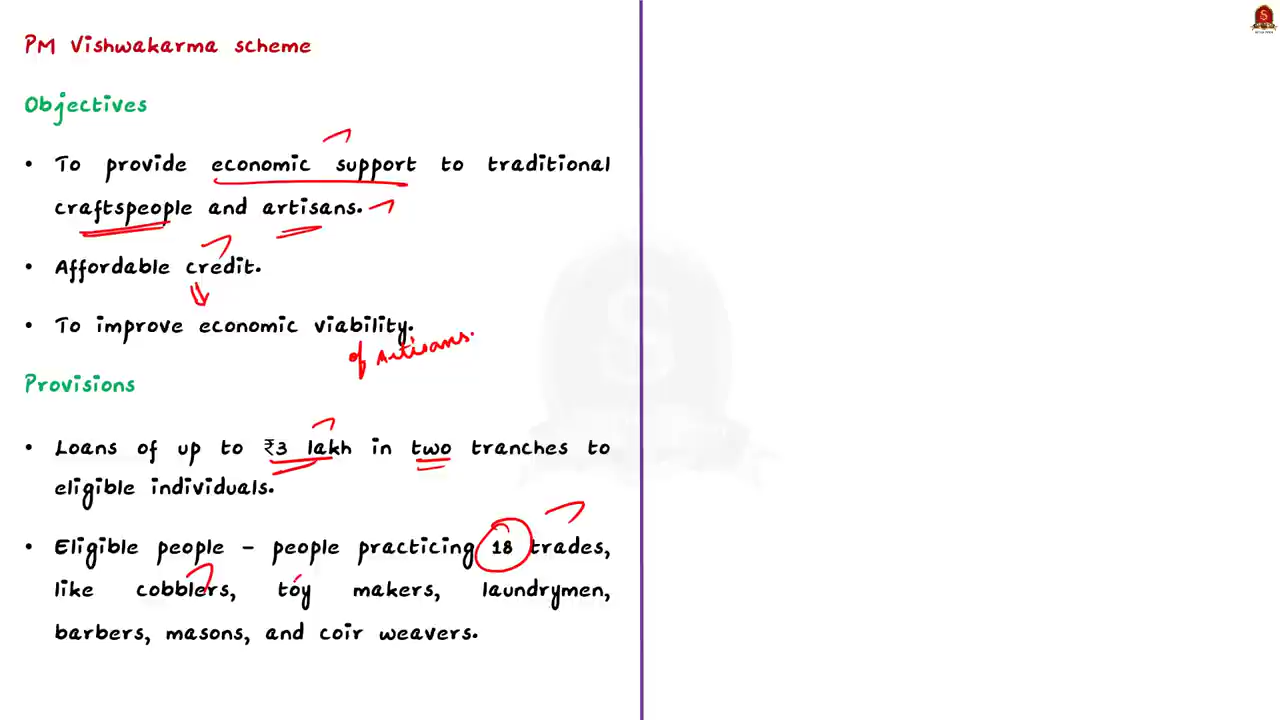 PM Vishwakarma scheme
Objectives
• To provide economic support to traditional
craftspeople and artisans.
• Affordable credit.
• To improve economic viability.
of Artisans.
Provisions
• Loans of up to ₹3 lakh in two tranches to
eligible individuals.
• Eligible people – people practicing 18 trades,
like cobblers, toy makers, laundrymen,
barbers, masons, and coir weavers.